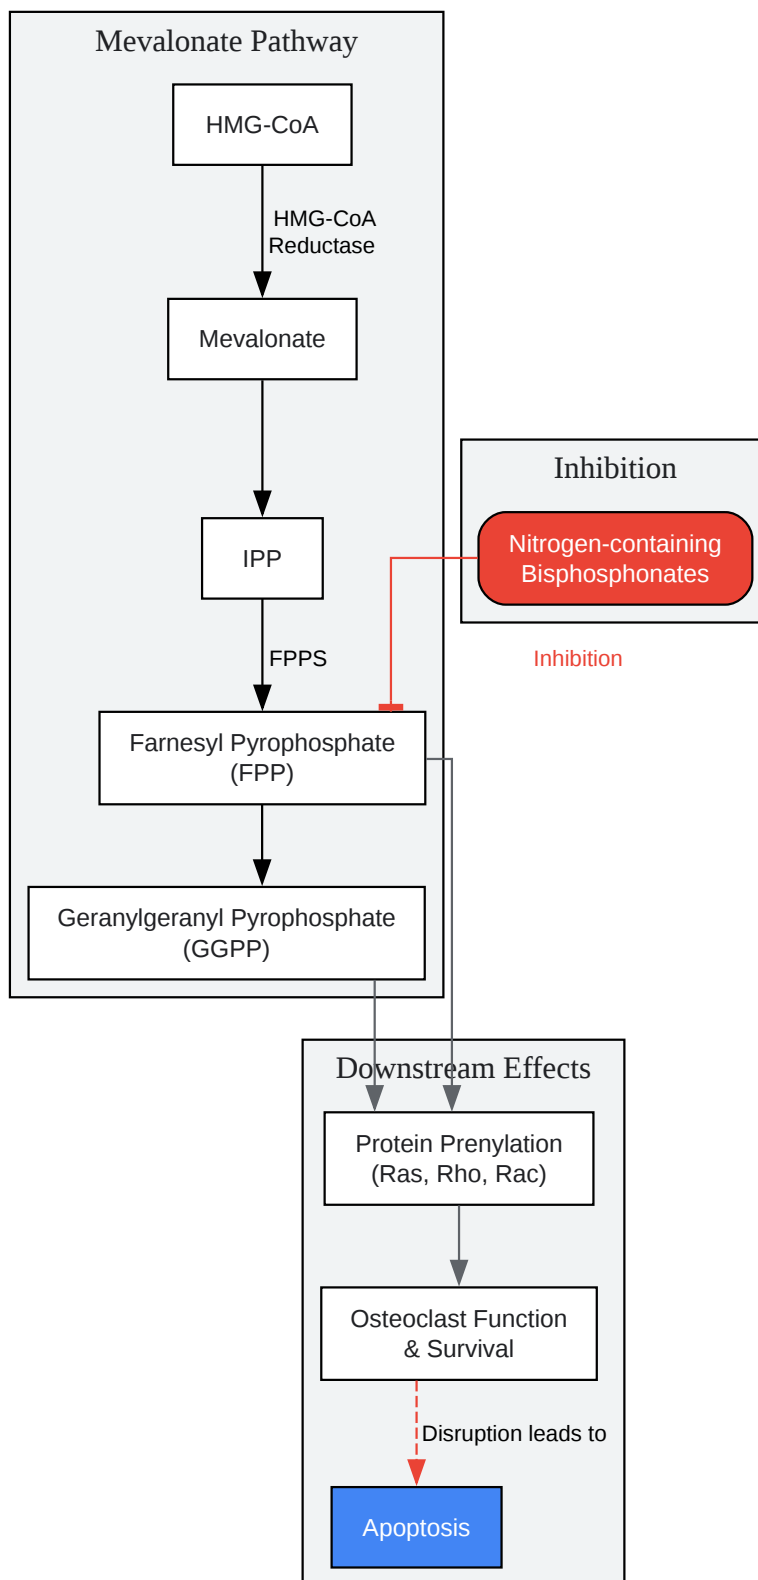 Mevalonate Pathway
HMG-CoA
HMG-CoA
Reductase
Mevalonate
Inhibition
Nitrogen-containing
Bisphosphonates
IPP
FPPS
Inhibition
Farnesyl Pyrophosphate
(FPP)
Geranylgeranyl Pyrophosphate
(GGPP)
Downstream Effects
Protein Prenylation
(Ras, Rho, Rac)
Osteoclast Function
& Survival
Disruption leads to
Apoptosis